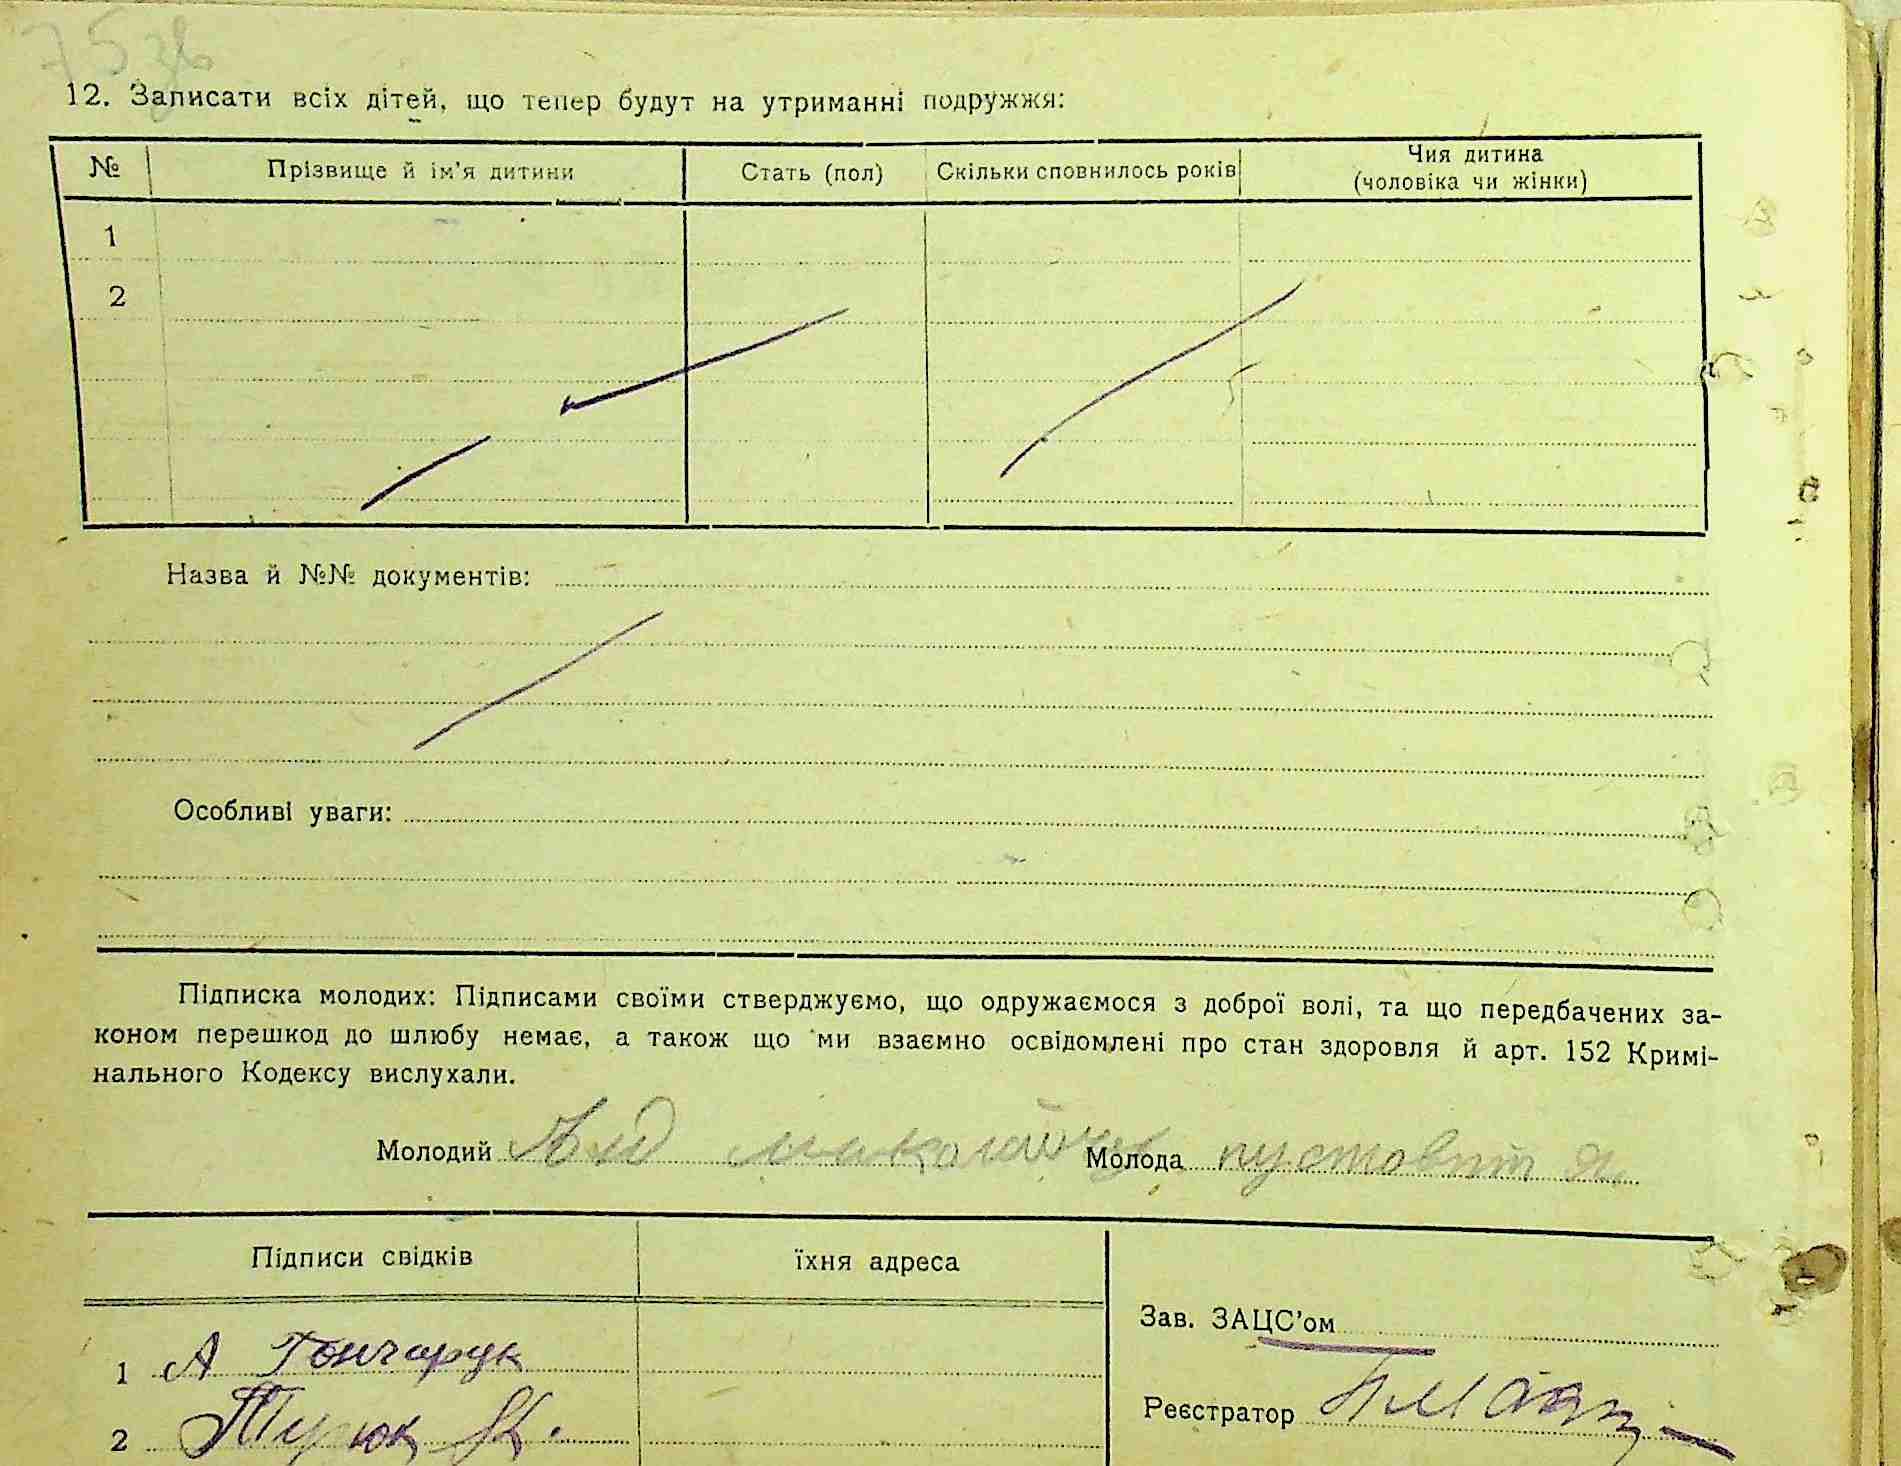 75 зв
12. Записати всіх дітей, що тепер будут на утриманні подружжя:
№ Прізвище й ім'я дитини Стать (пол) Скільки сповнилось років Чия дитина (чоловіка чи жінки)
1
2
Назва й №№ документів:
Особливі уваги:
Підписка молодих: Підписами своїми стверджуємо, що одружаємося з доброї волі, та що передбачених за-
коном перешкод до шлюбу немає, а також що ми взаємно освідомлені про стан здоровля й арт. 152 Кримі-
нального Кодексу вислухали.
Молодий Молода пустовіт
Підписи свідків їхня адреса
Зав. ЗАЦС'ом
1 А Гончарук
Реєстратор
2